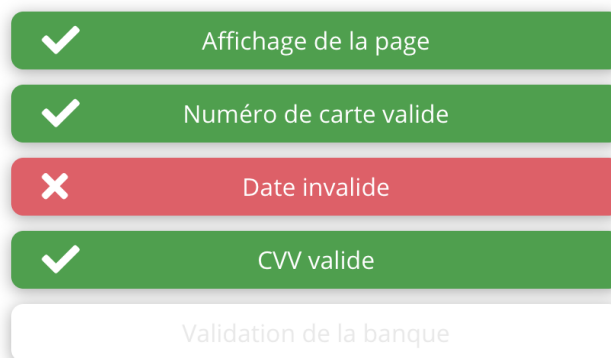 Affichage de la page
Numéro de carte valide
Date invalide
CVV valide
Validation de la banque